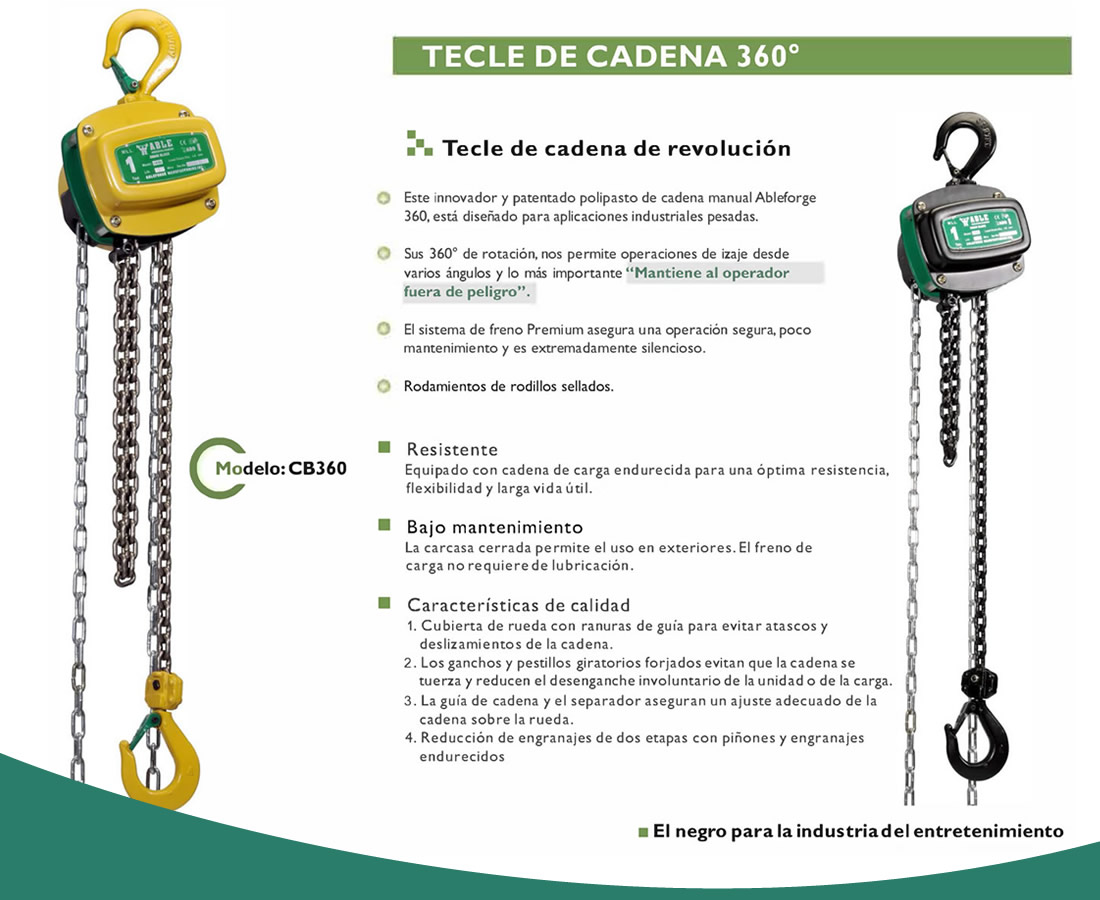 TECLE DE CADENA 360°
Tecle de cadena de revolución
Este innovador y patentado polipasto de cadena manual Ableforge
360, está diseñado para aplicaciones industriales pesadas.
Sus 360° de rotación, nos permite operaciones de izaje desde
varios ángulos y lo más importante “Mantiene al operador
fuera de peligro”.
El sistema de freno Premium asegura una operación segura, poco
mantenimiento y es extremadamente silencioso.
Rodamientos de rodillos sellados.
Modelo: CB360
Resistente
Equipado con cadena de carga endurecida para una óptima resistencia,
flexibilidad y larga vida útil.
Bajo mantenimiento
La carcasa cerrada permite el uso en exteriores. El freno de
carga no requiere de lubricación.
Características de calidad
1. Cubierta de rueda con ranuras de guía para evitar atascos y
deslizamientos de la cadena.
2. Los ganchos y pestillos giratorios forjados evitan que la cadena se
tuerza y reducen el desenganche involuntario de la unidad o de la carga.
3. La guía de cadena y el separador aseguran un ajuste adecuado de la
cadena sobre la rueda.
4. Reducción de engranajes de dos etapas con piñones y engranajes
endurecidos
El negro para la industria del entretenimiento
W.L.L.
ABLE
1
ABLE
1